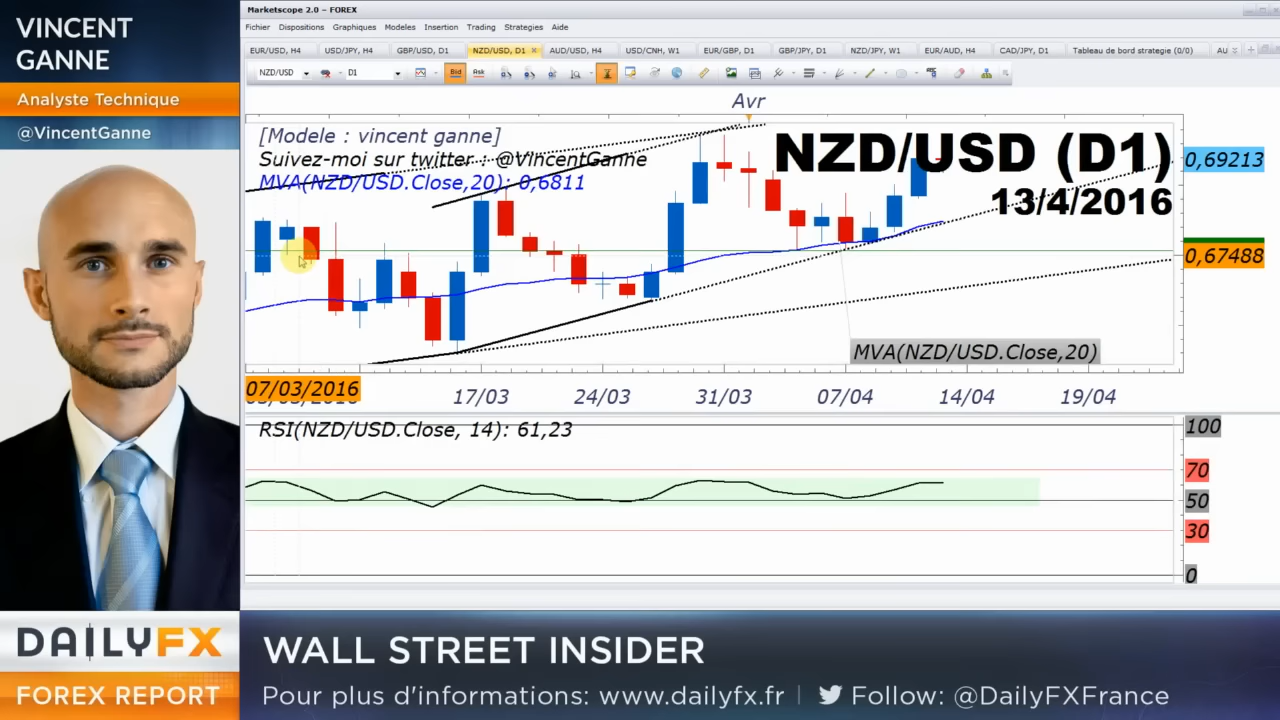 VINCENT
GANNE
Analyste Technique
@VincentGanne
Marketscope 2.0 – FOREX
Fichier Dispositions Graphiques Modeles Insertion Trading Strategies Aide
EUR/USD, H4 USD/JPY, H4 GBP/USD, D1 NZD/USD, D1 AUD/USD, H4 USD/CNH, W1 EUR/GBP, D1 GBP/JPY, D1 NZD/JPY, W1 EUR/AUD, H4 CAD/JPY, D1 Tableau de bord strategie (0/0) AU
NZD/USD D1 Bid Ask
Avr
[Modele : vincent ganne]
Suivez-moi sur twitter : @VincentGanne
MVA(NZD/USD.Close,20): 0,6811
NZD/USD (D1)
13/4/2016
0,69213
0,67488
MVA(NZD/USD.Close,20)
07/03/2016
17/03 24/03 31/03 07/04 14/04 19/04
RSI(NZD/USD.Close, 14): 61,23
100
70
50
30
0
DAILYFX
FOREX REPORT
WALL STREET INSIDER
Pour plus d'informations: www.dailyfx.fr | Follow: @DailyFXFrance